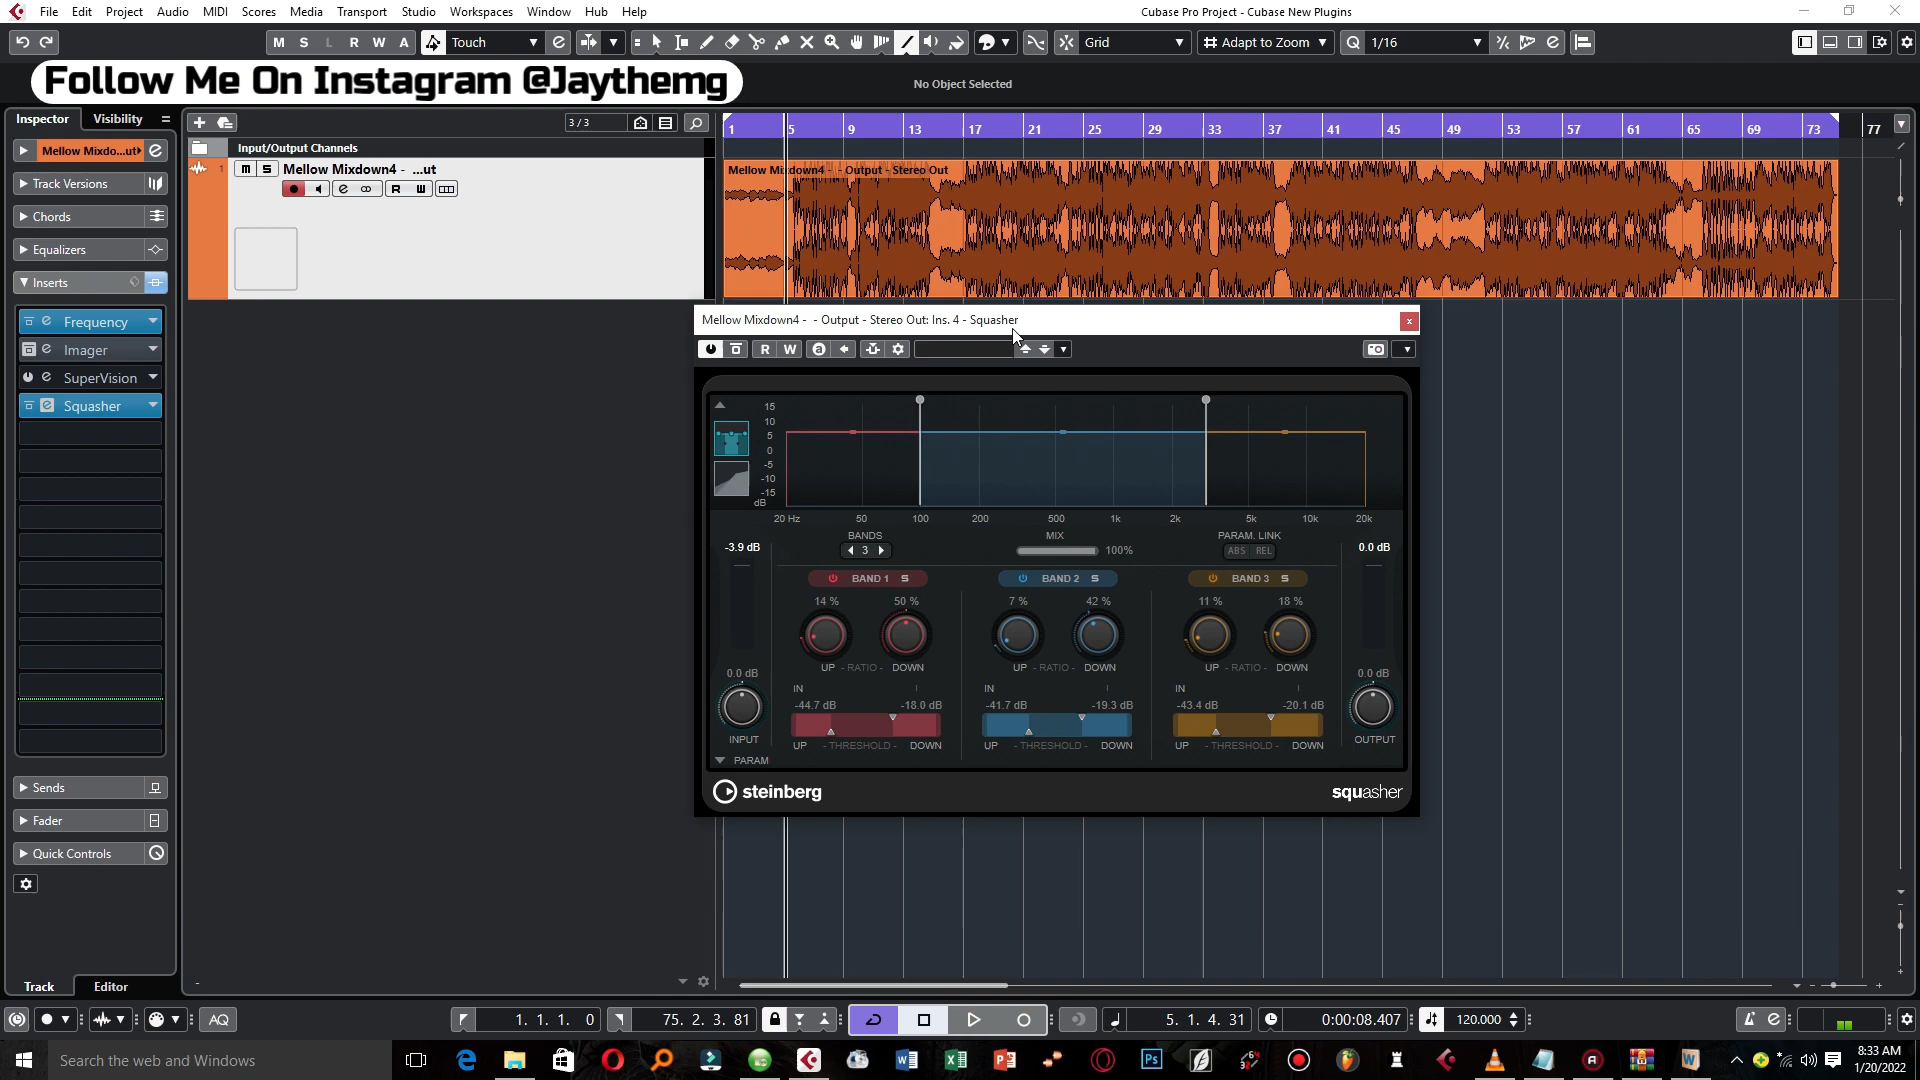 File Edit Project Audio MIDI Scores Media Transport Studio Workspaces Window Hub Help
Cubase Pro Project - Cubase New Plugins
M S L R W A Touch
Grid
Adapt to Zoom
1/16
Follow Me On Instagram @Jaythemg
No Object Selected
Inspector Visibility
3 / 3
1 5 9 13 17 21 25 29 33 37 41 45 49 53 57 61 65 69 73 77
Mellow Mixdo...ut
Input/Output Channels
1 m S Mellow Mixdown4 - ...ut
Mellow Mixdown4 - - Output - Stereo Out
Track Versions
Chords
Equalizers
Inserts
Frequency
Imager
SuperVision
Squasher
Sends
Fader
Quick Controls
Mellow Mixdown4 - - Output - Stereo Out: Ins. 4 - Squasher
R W
15
10
5
0
-5
-10
-15
dB
20 Hz 50 100 200 500 1k 2k 5k 10k 20k
BANDS MIX PARAM. LINK
-3.9 dB 3 100% ABS REL 0.0 dB
BAND 1 S BAND 2 S BAND 3 S
14 % 50 % 7 % 42 % 11 % 18 %
UP - RATIO - DOWN UP - RATIO - DOWN UP - RATIO - DOWN
0.0 dB 0.0 dB
IN IN IN
-44.7 dB -18.0 dB -41.7 dB -19.3 dB -43.4 dB -20.1 dB
INPUT OUTPUT
UP - THRESHOLD - DOWN UP - THRESHOLD - DOWN UP - THRESHOLD - DOWN
PARAM
steinberg squasher
Track Editor
AQ
1. 1. 1. 0
75. 2. 3. 81
5. 1. 4. 31
0:00:08.407
120.000
Search the web and Windows
8:33 AM
1/20/2022